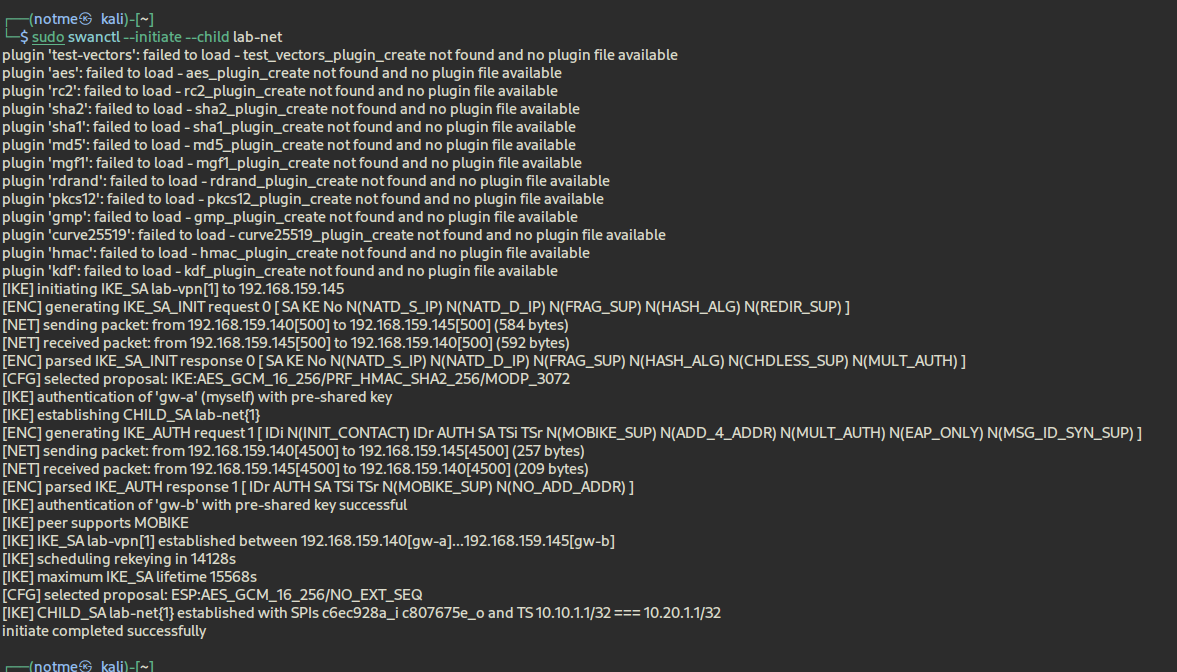 ┌──(notme㉿ kali)-[~]
└─$ sudo swanctl --initiate --child lab-net
plugin 'test-vectors': failed to load - test_vectors_plugin_create not found and no plugin file available
plugin 'aes': failed to load - aes_plugin_create not found and no plugin file available
plugin 'rc2': failed to load - rc2_plugin_create not found and no plugin file available
plugin 'sha2': failed to load - sha2_plugin_create not found and no plugin file available
plugin 'sha1': failed to load - sha1_plugin_create not found and no plugin file available
plugin 'md5': failed to load - md5_plugin_create not found and no plugin file available
plugin 'mgf1': failed to load - mgf1_plugin_create not found and no plugin file available
plugin 'rdrand': failed to load - rdrand_plugin_create not found and no plugin file available
plugin 'pkcs12': failed to load - pkcs12_plugin_create not found and no plugin file available
plugin 'gmp': failed to load - gmp_plugin_create not found and no plugin file available
plugin 'curve25519': failed to load - curve25519_plugin_create not found and no plugin file available
plugin 'hmac': failed to load - hmac_plugin_create not found and no plugin file available
plugin 'kdf': failed to load - kdf_plugin_create not found and no plugin file available
[IKE] initiating IKE_SA lab-vpn[1] to 192.168.159.145
[ENC] generating IKE_SA_INIT request 0 [ SA KE No N(NATD_S_IP) N(NATD_D_IP) N(FRAG_SUP) N(HASH_ALG) N(REDIR_SUP) ]
[NET] sending packet: from 192.168.159.140[500] to 192.168.159.145[500] (584 bytes)
[NET] received packet: from 192.168.159.145[500] to 192.168.159.140[500] (592 bytes)
[ENC] parsed IKE_SA_INIT response 0 [ SA KE No N(NATD_S_IP) N(NATD_D_IP) N(FRAG_SUP) N(HASH_ALG) N(CHDLESS_SUP) N(MULT_AUTH) ]
[CFG] selected proposal: IKE:AES_GCM_16_256/PRF_HMAC_SHA2_256/MODP_3072
[IKE] authentication of 'gw-a' (myself) with pre-shared key
[IKE] establishing CHILD_SA lab-net{1}
[ENC] generating IKE_AUTH request 1 [ IDi N(INIT_CONTACT) IDr AUTH SA TSi TSr N(MOBIKE_SUP) N(ADD_4_ADDR) N(MULT_AUTH) N(EAP_ONLY) N(MSG_ID_SYN_SUP) ]
[NET] sending packet: from 192.168.159.140[4500] to 192.168.159.145[4500] (257 bytes)
[NET] received packet: from 192.168.159.145[4500] to 192.168.159.140[4500] (209 bytes)
[ENC] parsed IKE_AUTH response 1 [ IDr AUTH SA TSi TSr N(MOBIKE_SUP) N(NO_ADD_ADDR) ]
[IKE] authentication of 'gw-b' with pre-shared key successful
[IKE] peer supports MOBIKE
[IKE] IKE_SA lab-vpn[1] established between 192.168.159.140[gw-a]...192.168.159.145[gw-b]
[IKE] scheduling rekeying in 14128s
[IKE] maximum IKE_SA lifetime 15568s
[CFG] selected proposal: ESP:AES_GCM_16_256/NO_EXT_SEQ
[IKE] CHILD_SA lab-net{1} established with SPIs c6ec928a_i c807675e_o and TS 10.10.1.1/32 === 10.20.1.1/32
initiate completed successfully
┌──(notme㉿ kali)-[~]